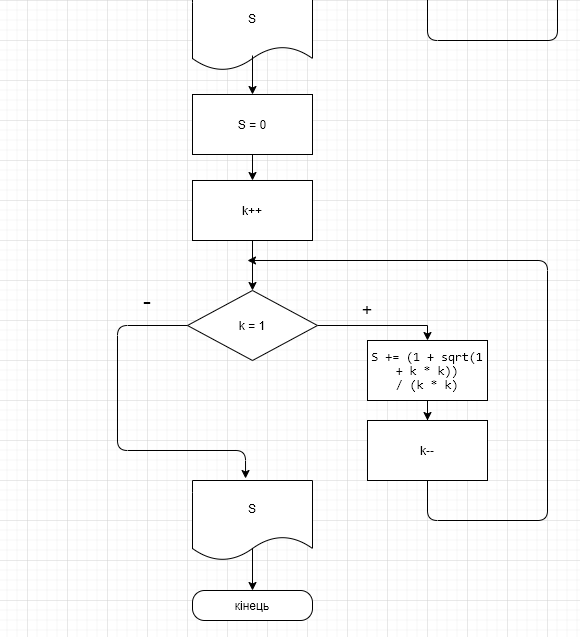 S
S = 0
k++
k = 1
-
+
S += (1 + sqrt(1
+ k * k))
/ (k * k)
k--
S
кінець